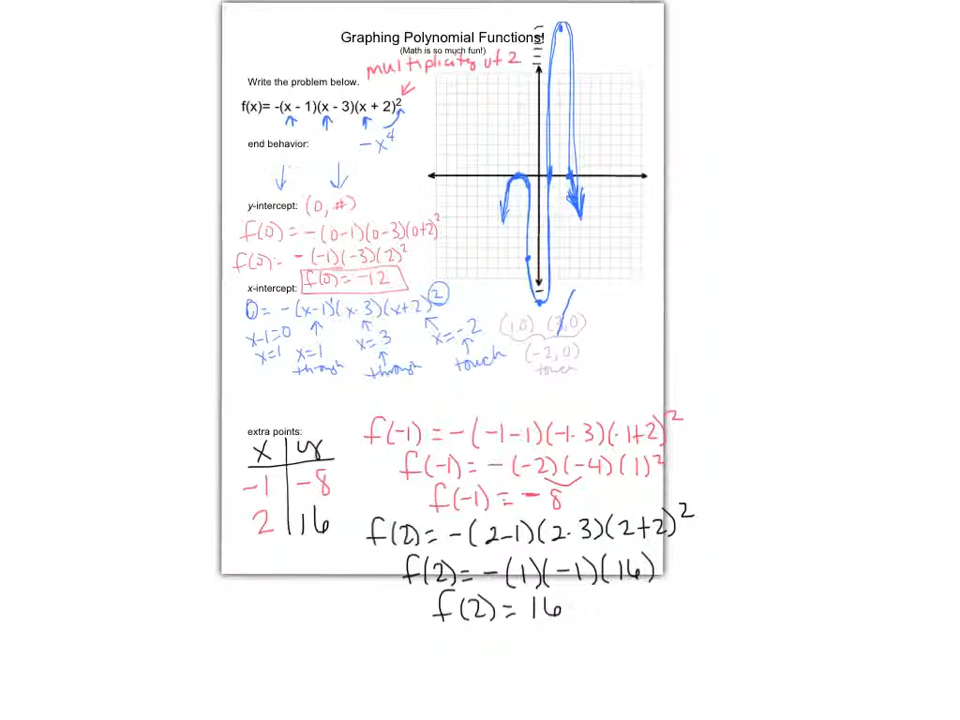 Graphing Polynomial Functions!
(Math is so much fun!)
multiplicity of 2
Write the problem below.
f(x)= -(x - 1)(x - 3)(x + 2)²
end behavior:
-x⁴
y-intercept: (0, #)
f(0) = -(0-1)(0-3)(0+2)²
f(0) = -(-1)(-3)(2)²
f(0) = -12
x-intercept:
0 = -(x-1)(x-3)(x+2)²
x-1=0
x=1
x=1
through
x=3
through
x=-2
touch
(1,0) (3,0)
(-2,0)
touch
extra points:
x | y
-1 | -8
2 | 16
f(-1) = -(-1-1)(-1-3)(-1+2)²
f(-1) = -(-2)(-4)(1)²
f(-1) = -8
f(2) = -(2-1)(2-3)(2+2)²
f(2) = -(1)(-1)(16)
f(2) = 16